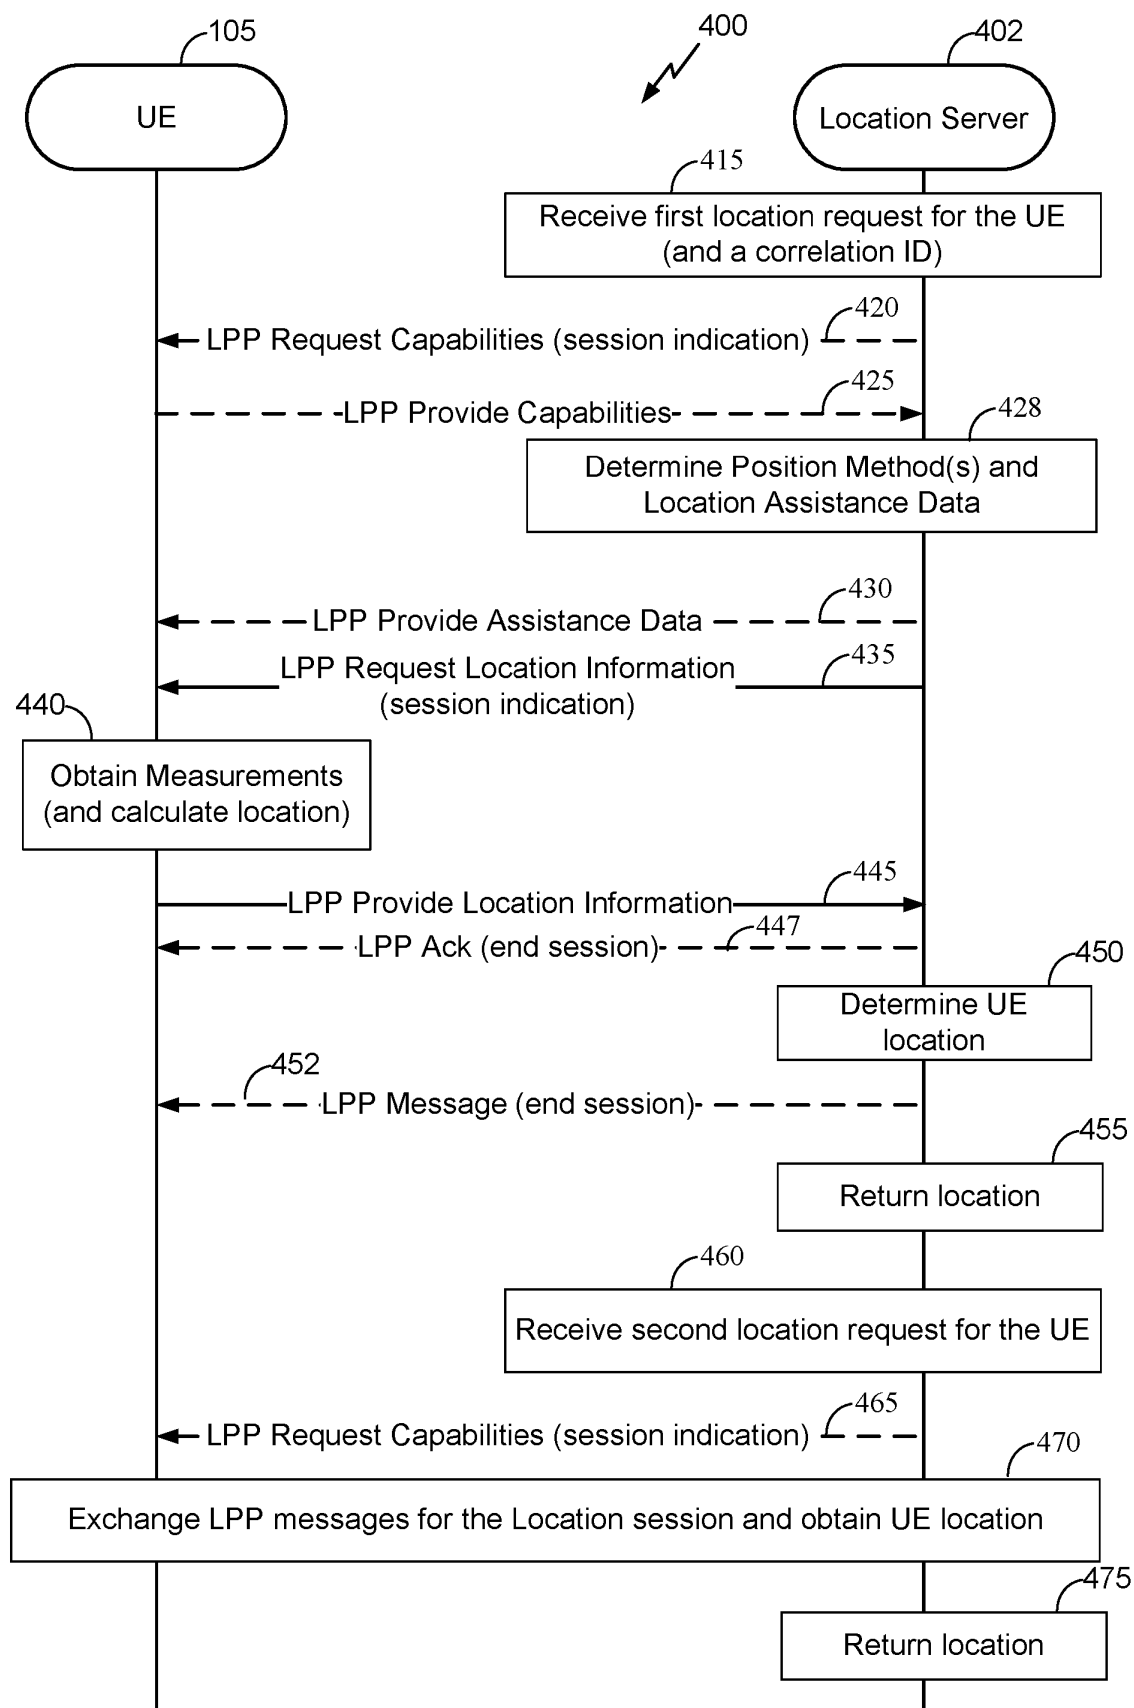 105
400
402
UE
Location Server
415
Receive first location request for the UE
(and a correlation ID)
420
LPP Request Capabilities (session indication)
425
LPP Provide Capabilities
428
Determine Position Method(s) and
Location Assistance Data
430
LPP Provide Assistance Data
435
LPP Request Location Information
(session indication)
440
Obtain Measurements
(and calculate location)
445
LPP Provide Location Information
447
LPP Ack (end session)
450
Determine UE
location
452
LPP Message (end session)
455
Return location
460
Receive second location request for the UE
465
LPP Request Capabilities (session indication)
470
Exchange LPP messages for the Location session and obtain UE location
475
Return location